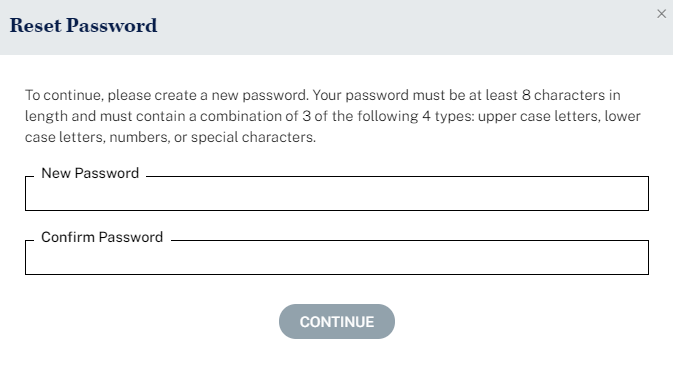 Reset Password
×
To continue, please create a new password. Your password must be at least 8 characters in
length and must contain a combination of 3 of the following 4 types: upper case letters, lower
case letters, numbers, or special characters.
New Password
Confirm Password
CONTINUE